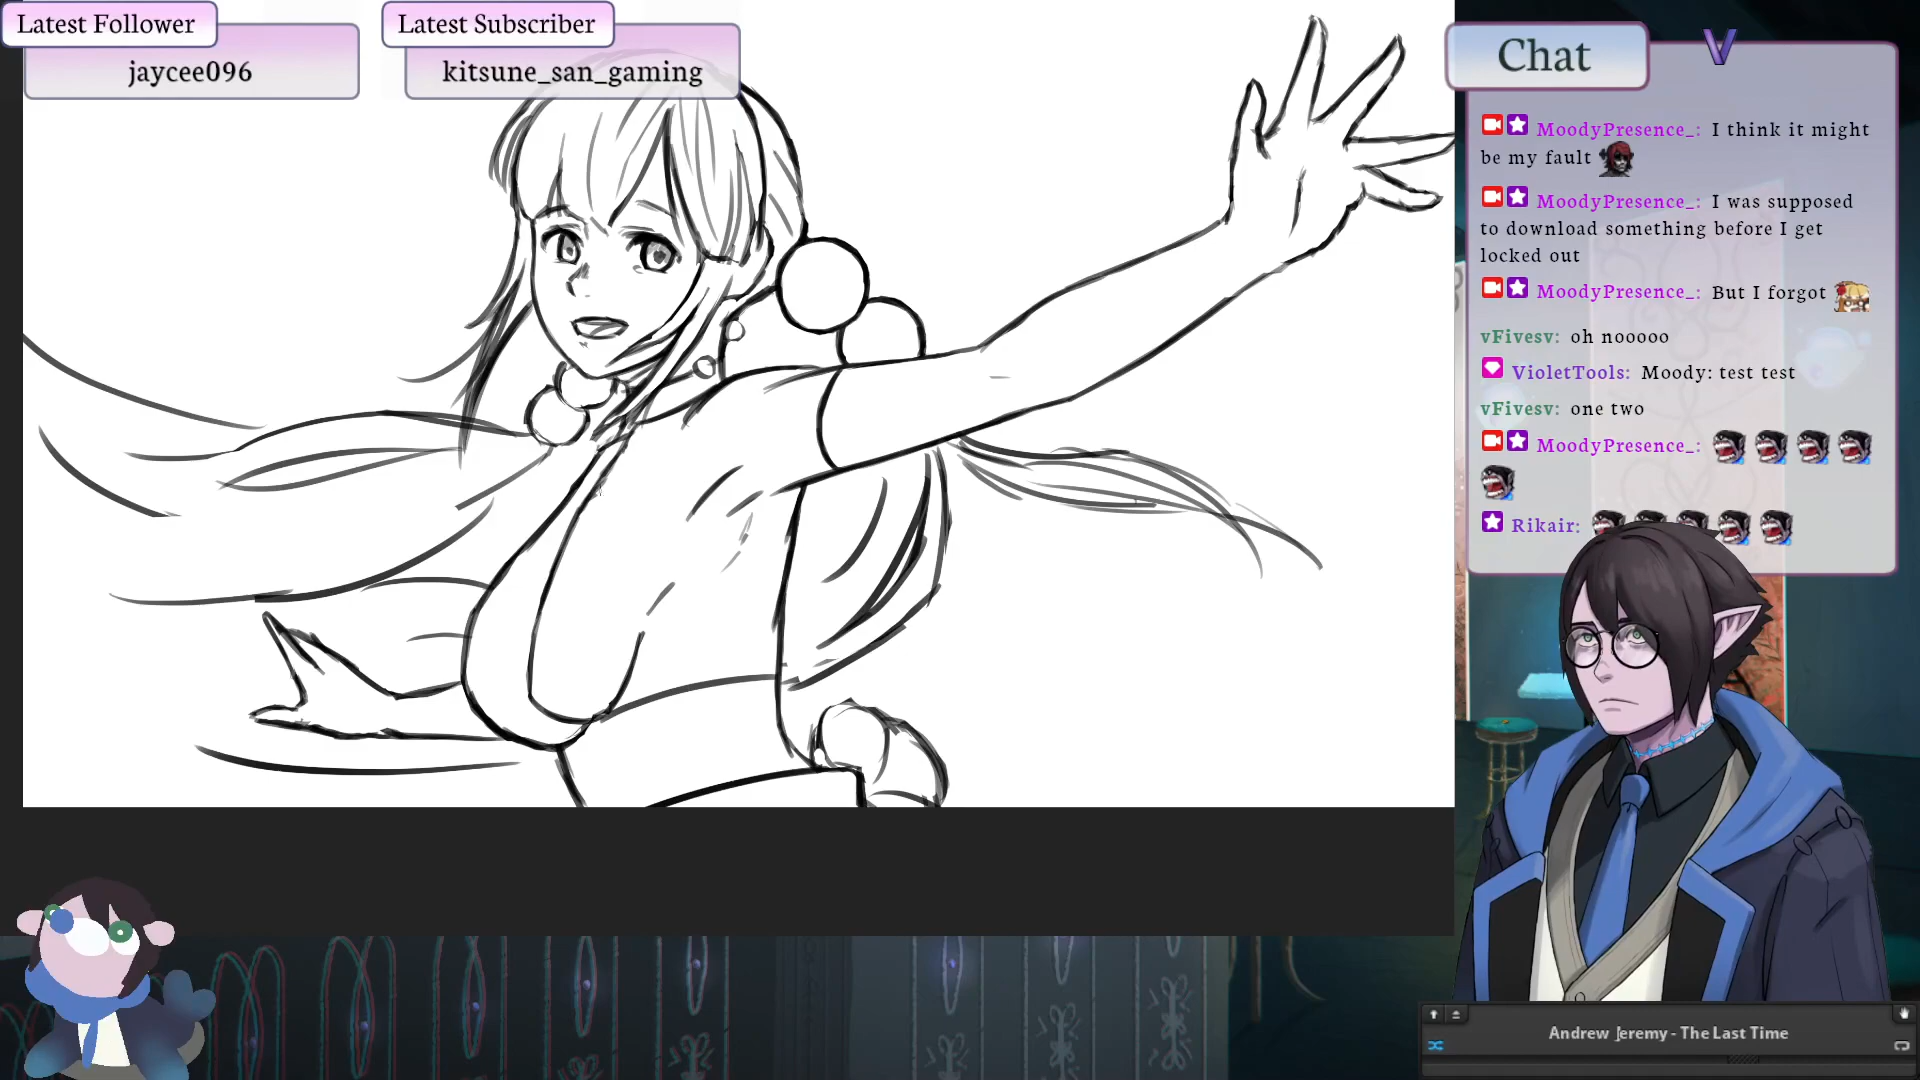 Latest Follower
jaycee096
Latest Subscriber
kitsune_san_gaming
Chat
MoodyPresence_: I think it might
be my fault
MoodyPresence_: I was supposed
to download something before I get
locked out
MoodyPresence_: But I forgot
vFivesv: oh nooooo
VioletTools: Moody: test test
vFivesv: one two
MoodyPresence_:
Rikair:
Andrew Jeremy - The Last Time